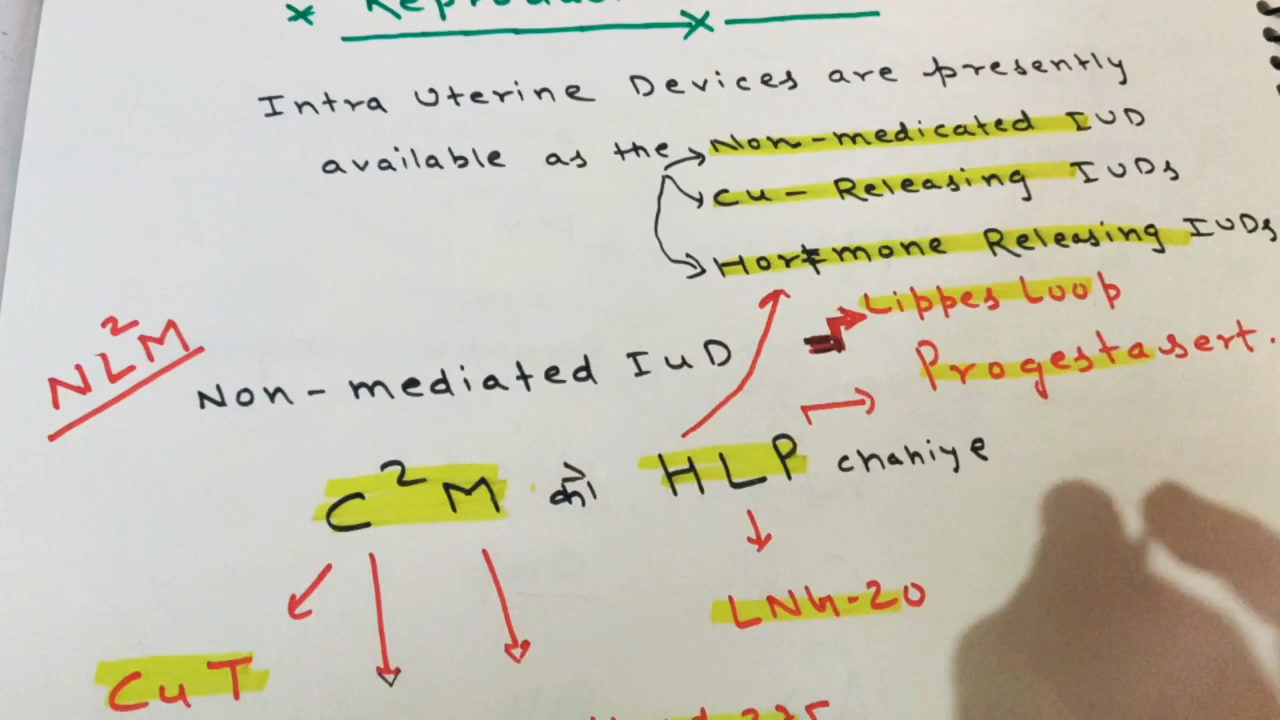 Intra Uterine Devices are presently
available as the Non-medicated IUD
Cu - Releasing IUDs
Hormone Releasing IUDs
Lippes Loop
Progestasert.
NL²M
Non-mediated IUD
C²M को HLP chahiye
LNG-20
CuT
375